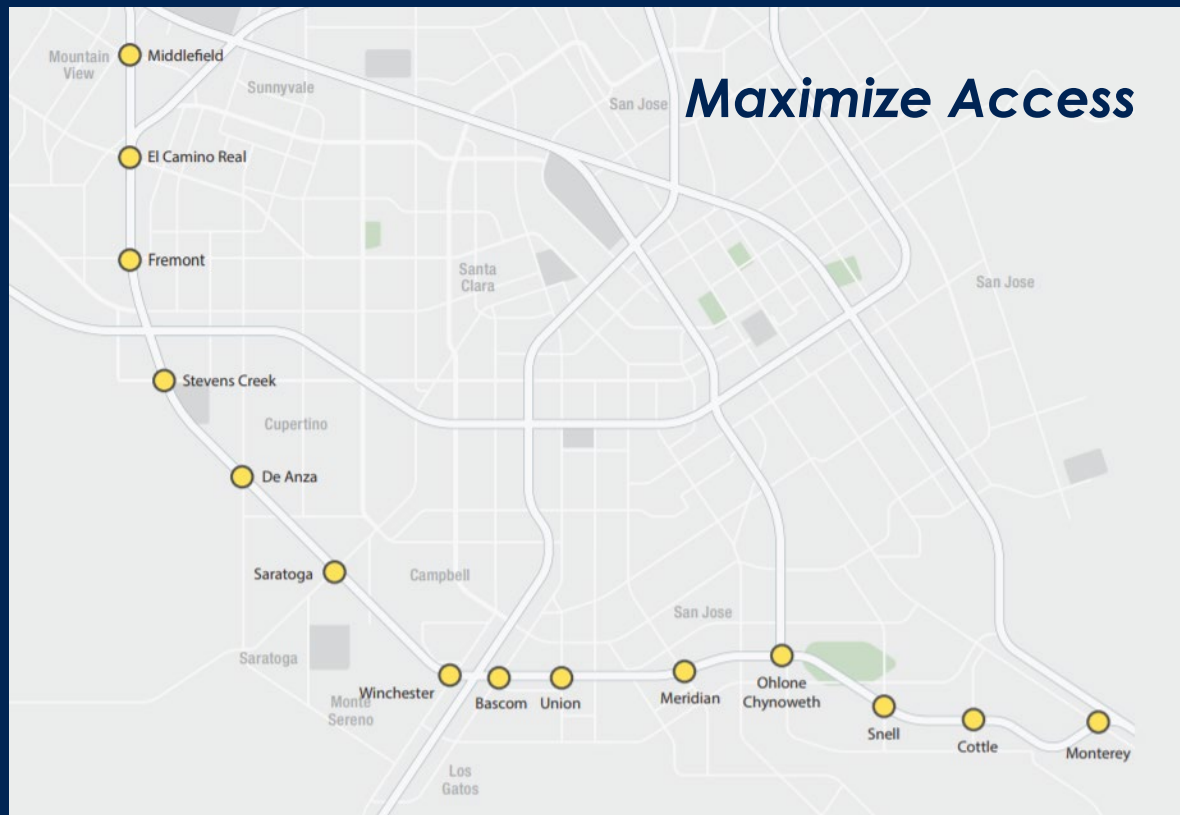 Maximize Access
Mountain
View
Middlefield
Sunnyvale
San Jose
El Camino Real
Fremont
Santa
Clara
San Jose
Stevens Creek
Cupertino
De Anza
Saratoga
Campbell
San Jose
Saratoga
Winchester
Monte
Sereno
Bascom
Union
Meridian
Ohlone
Chynoweth
Snell
Cottle
Monterey
Los
Gatos